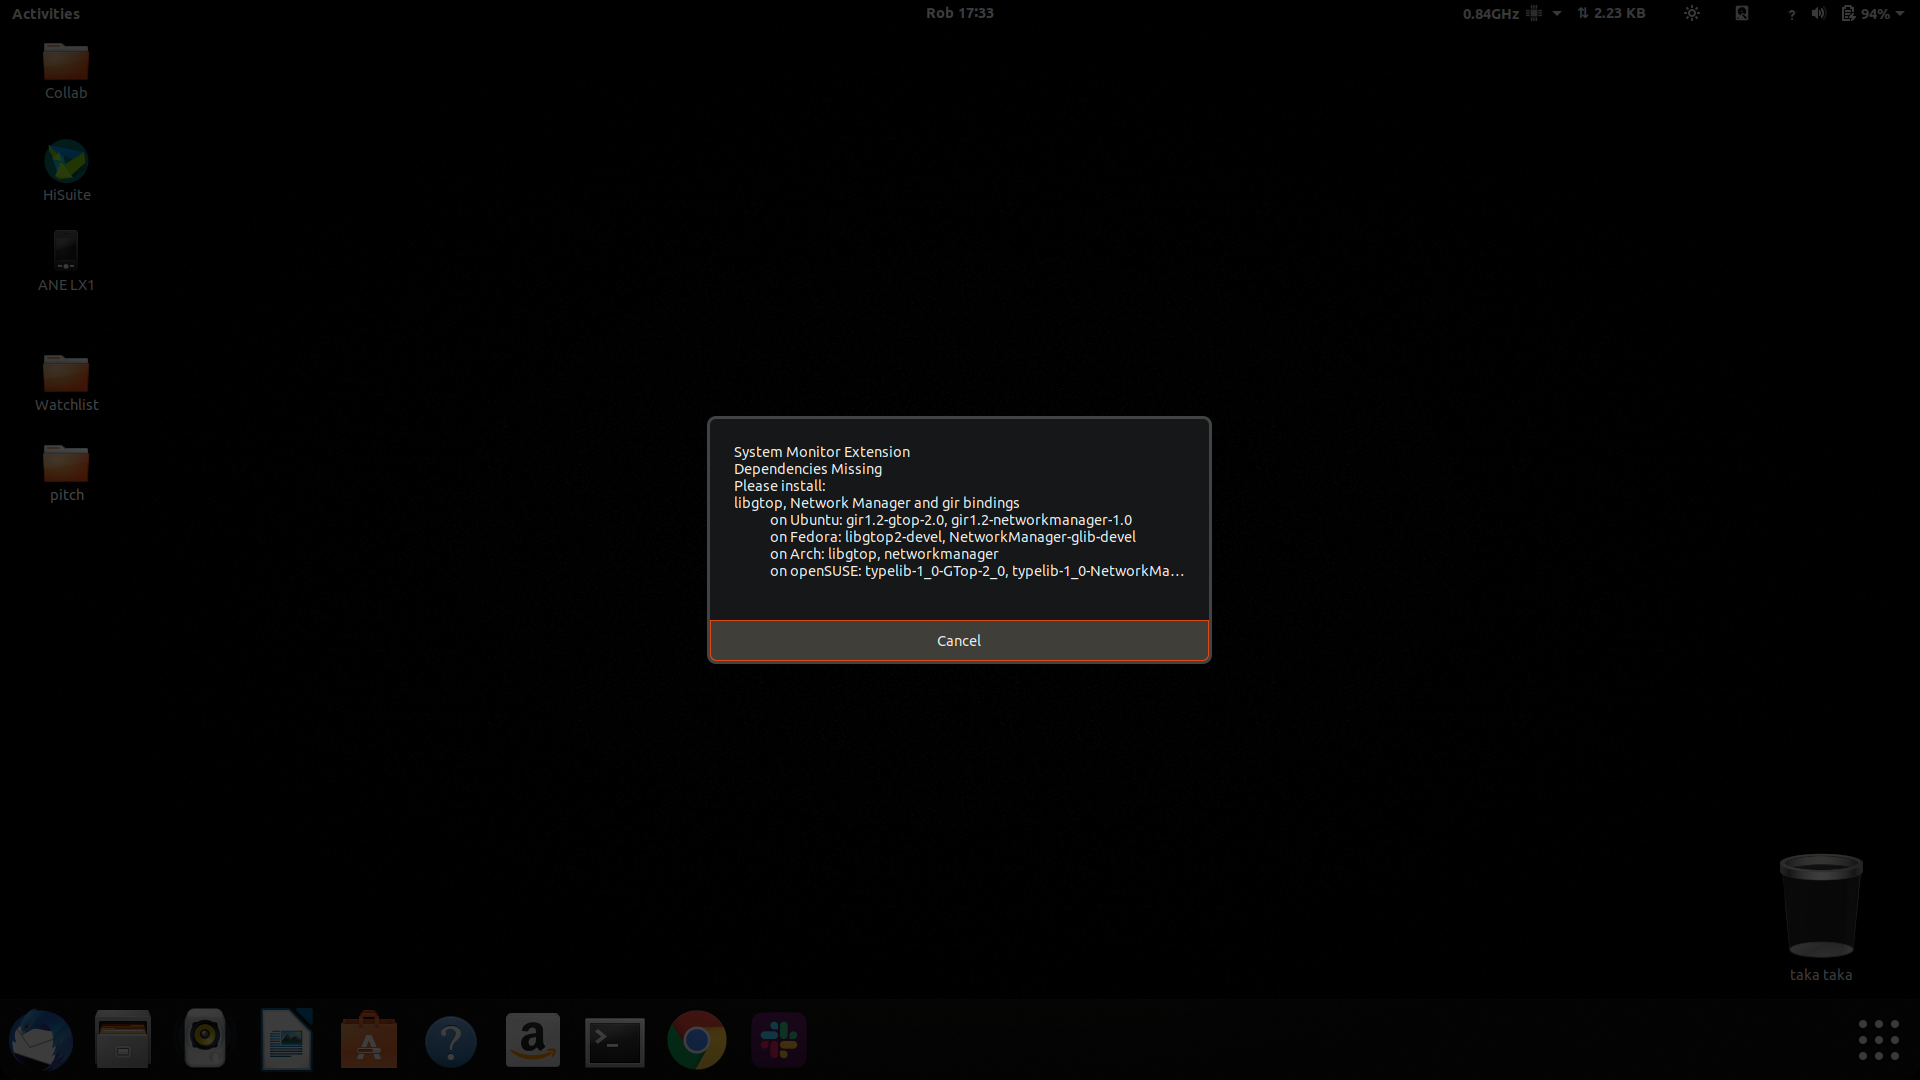 Activities
Rob 17:33
0.84GHz
2.23 KB
?
94%
Collab
HiSuite
ANE LX1
Watchlist
pitch
System Monitor Extension
Dependencies Missing
Please install:
libgtop, Network Manager and gir bindings
on Ubuntu: gir1.2-gtop-2.0, gir1.2-networkmanager-1.0
on Fedora: libgtop2-devel, NetworkManager-glib-devel
on Arch: libgtop, networkmanager
on openSUSE: typelib-1_0-GTop-2_0, typelib-1_0-NetworkMa...
Cancel
taka taka
A
?
a
>_